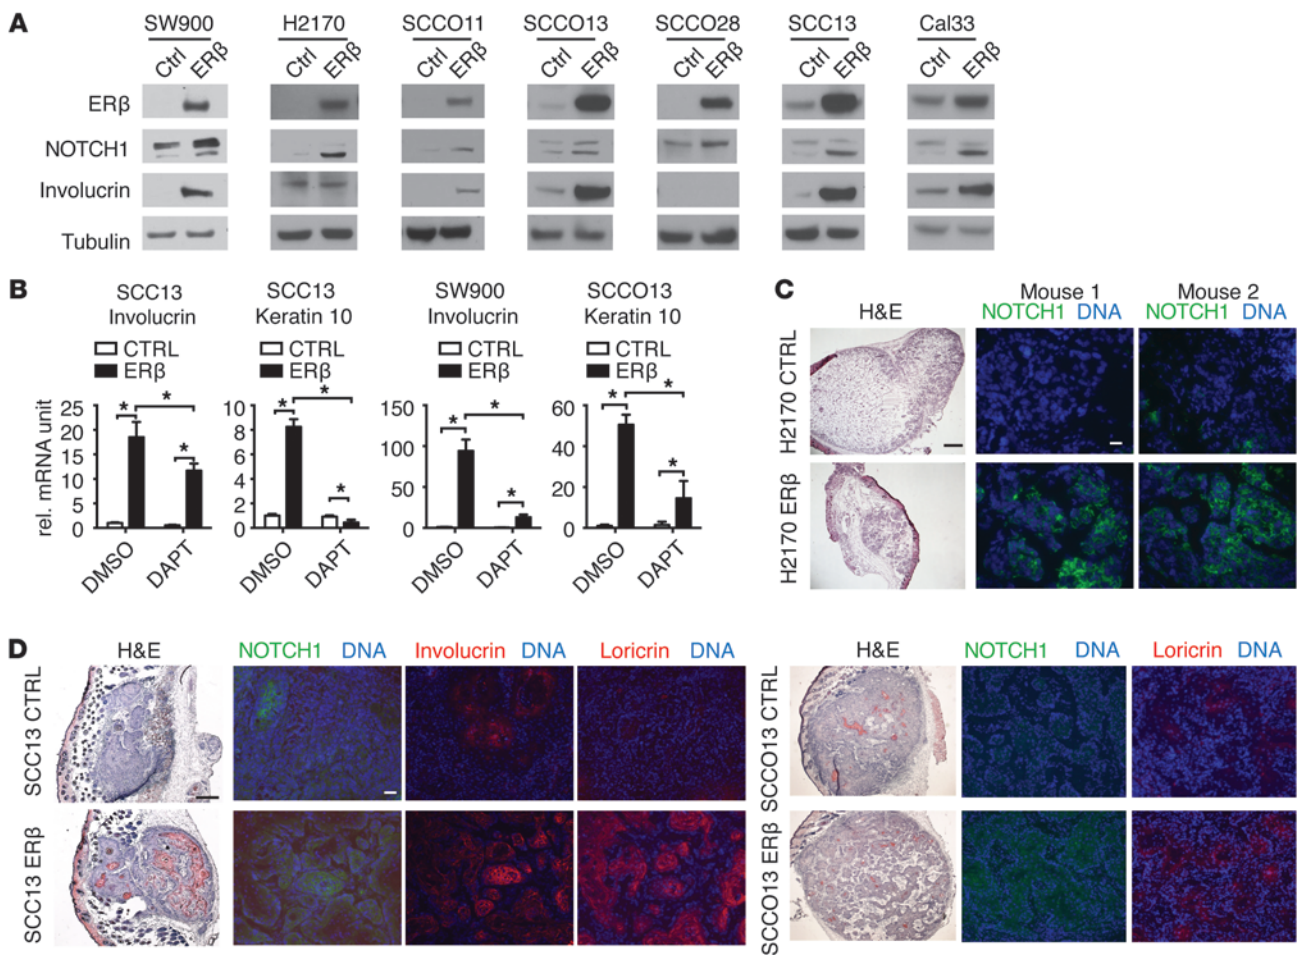 A
SW900 H2170 SCCO11 SCCO13 SCCO28 SCC13 Cal33
Ctrl ERβ Ctrl ERβ Ctrl ERβ Ctrl ERβ Ctrl ERβ Ctrl ERβ Ctrl ERβ
ERβ
NOTCH1
Involucrin
Tubulin
B
SCC13 SCC13 SW900 SCCO13
Involucrin Keratin 10 Involucrin Keratin 10
CTRL CTRL CTRL CTRL
ERβ ERβ ERβ ERβ
rel. mRNA unit
25
20
15
10
5
0
* * *
DMSO DAPT
10
8
6
4
2
0
* * *
DMSO DAPT
150
100
50
0
* * *
DMSO DAPT
60
40
20
0
* * *
DMSO DAPT
C
Mouse 1 Mouse 2
H&E NOTCH1 DNA NOTCH1 DNA
H2170 CTRL
H2170 ERβ
D
H&E NOTCH1 DNA Involucrin DNA Loricrin DNA H&E NOTCH1 DNA Loricrin DNA
SCC13 CTRL
SCC13 ERβ
SCCO13 CTRL
SCCO13 ERβ